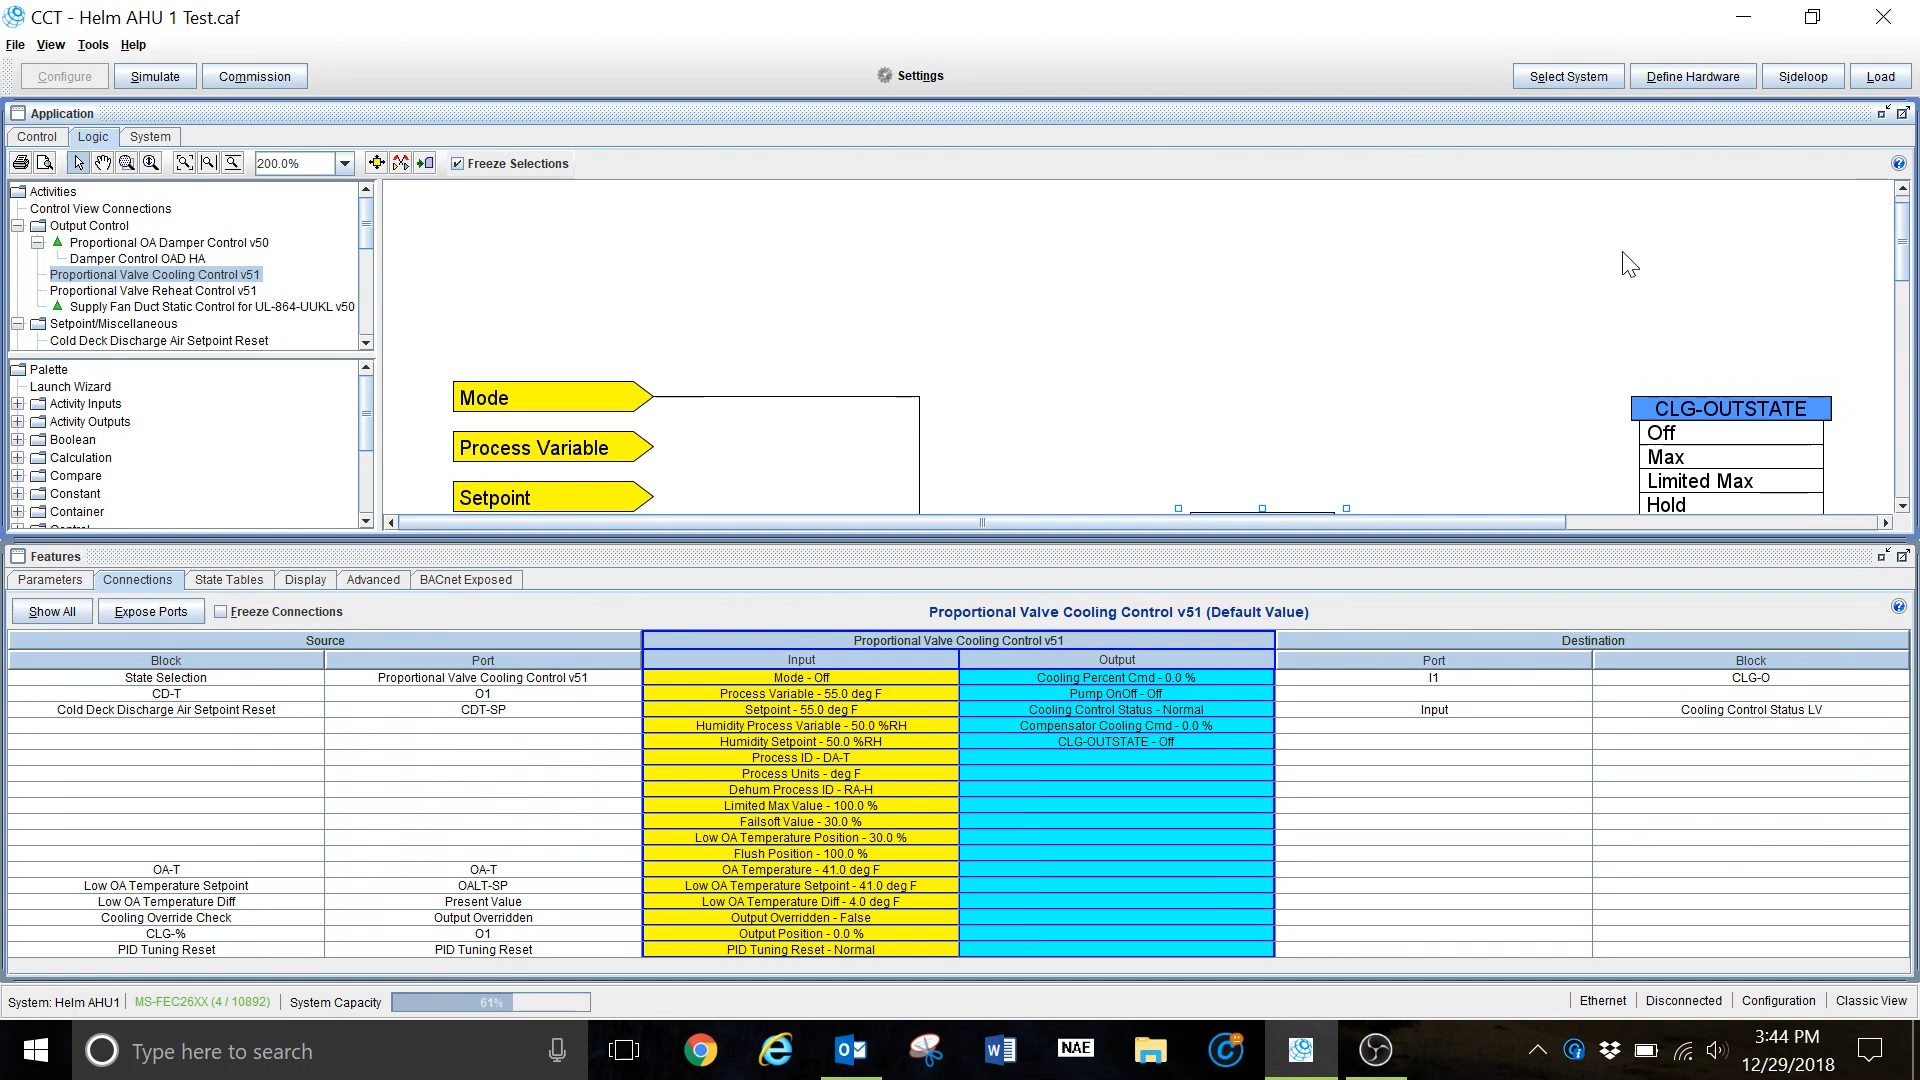 CCT - Helm AHU 1 Test.caf
File View Tools Help
Configure Simulate Commission Settings Select System Define Hardware Sideloop Load
Application
Control Logic System
200.0% Freeze Selections
Activities
Control View Connections
Output Control
Proportional OA Damper Control v50
Damper Control OAD HA
Proportional Valve Cooling Control v51
Proportional Valve Reheat Control v51
Supply Fan Duct Static Control for UL-864-UUKL v50
Setpoint/Miscellaneous
Cold Deck Discharge Air Setpoint Reset
Palette
Launch Wizard
Activity Inputs
Activity Outputs
Boolean
Calculation
Compare
Constant
Container
Mode
Process Variable
Setpoint
CLG-OUTSTATE
Off
Max
Limited Max
Hold
Features
Parameters Connections State Tables Display Advanced BACnet Exposed
Show All Expose Ports Freeze Connections Proportional Valve Cooling Control v51 (Default Value)
Source Proportional Valve Cooling Control v51 Destination
Block Port Input Output Port Block
State Selection Proportional Valve Cooling Control v51 Mode - Off Cooling Percent Cmd - 0.0 % I1 CLG-O
CD-T O1 Process Variable - 55.0 deg F Pump OnOff - Off
Cold Deck Discharge Air Setpoint Reset CDT-SP Setpoint - 55.0 deg F Cooling Control Status - Normal Input Cooling Control Status LV
Humidity Process Variable - 50.0 %RH Compensator Cooling Cmd - 0.0 %
Humidity Setpoint - 50.0 %RH CLG-OUTSTATE - Off
Process ID - DA-T
Process Units - deg F
Dehum Process ID - RA-H
Limited Max Value - 100.0 %
Failsoft Value - 30.0 %
Low OA Temperature Position - 30.0 %
Flush Position - 100.0 %
OA-T OA-T OA Temperature - 41.0 deg F
Low OA Temperature Setpoint OALT-SP Low OA Temperature Setpoint - 41.0 deg F
Low OA Temperature Diff Present Value Low OA Temperature Diff - 4.0 deg F
Cooling Override Check Output Overridden Output Overridden - False
CLG-% O1 Output Position - 0.0 %
PID Tuning Reset PID Tuning Reset PID Tuning Reset - Normal
System: Helm AHU1 MS-FEC26XX (4 / 10892) System Capacity 61% Ethernet Disconnected Configuration Classic View
Type here to search NAE 3:44 PM
12/29/2018